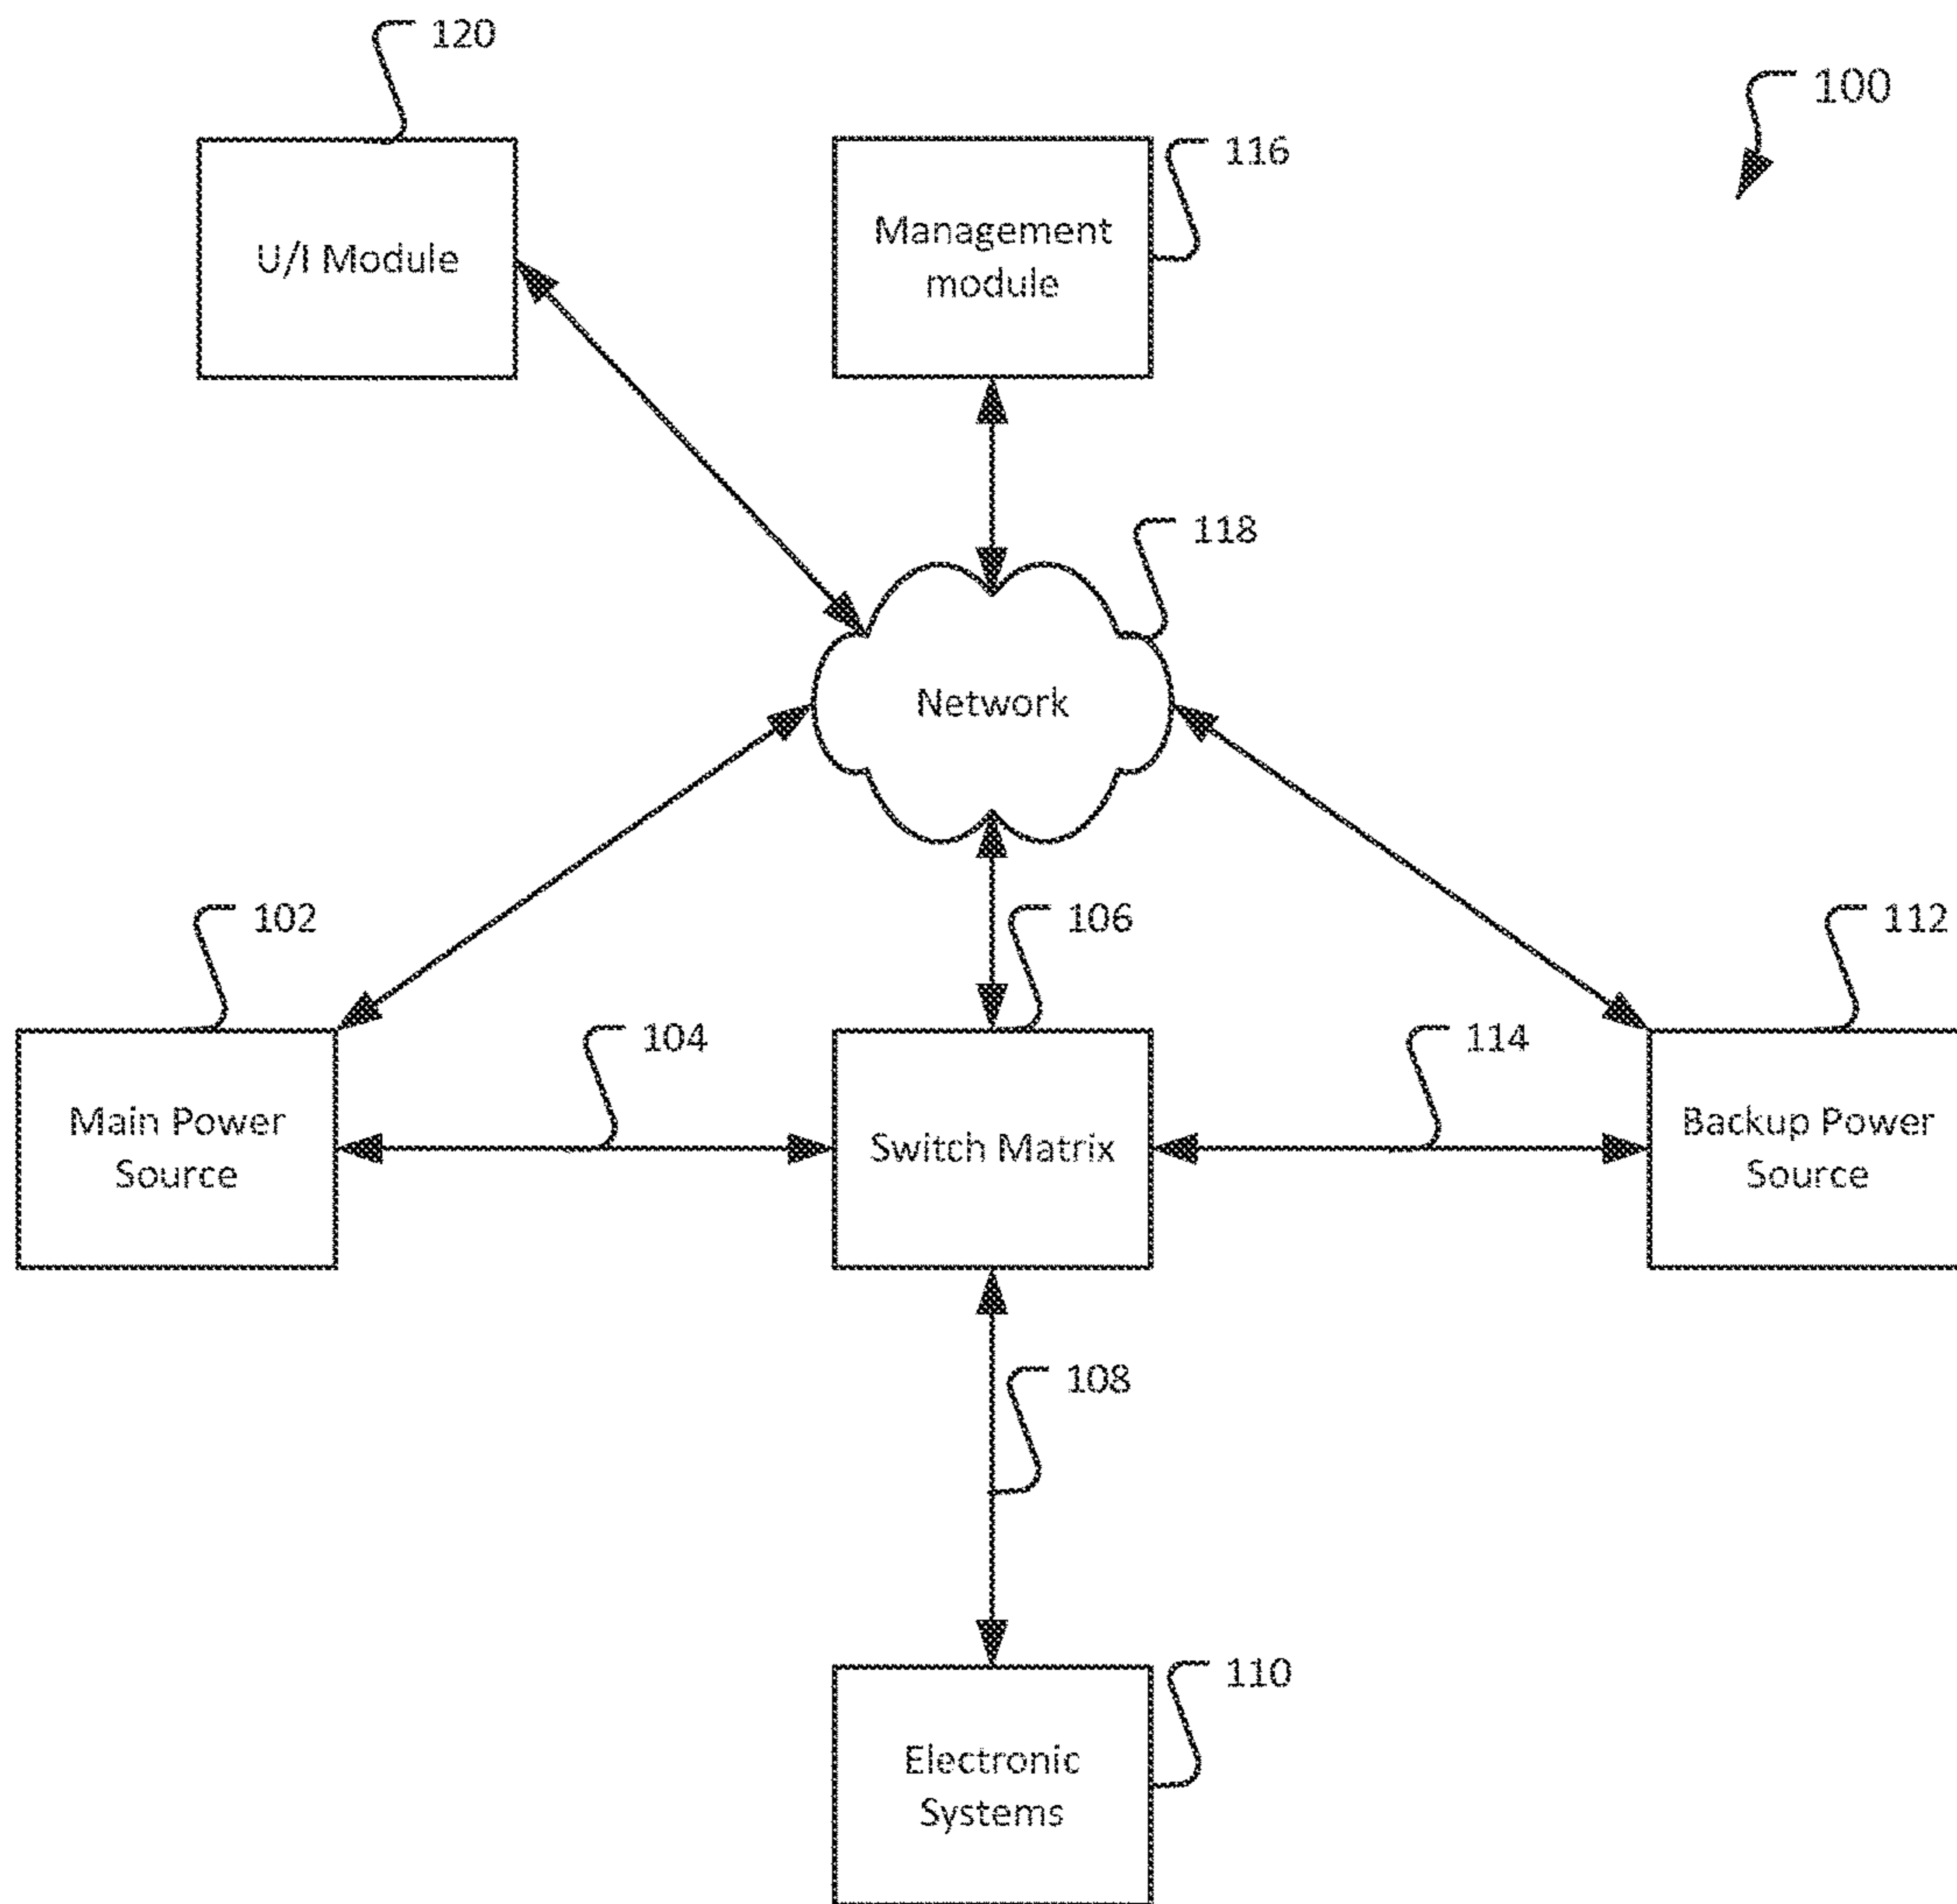 120
100
116
U/I Module
Management
module
118
Network
102
106
112
104
114
Main Power
Source
Switch Matrix
Backup Power
Source
108
110
Electronic
Systems